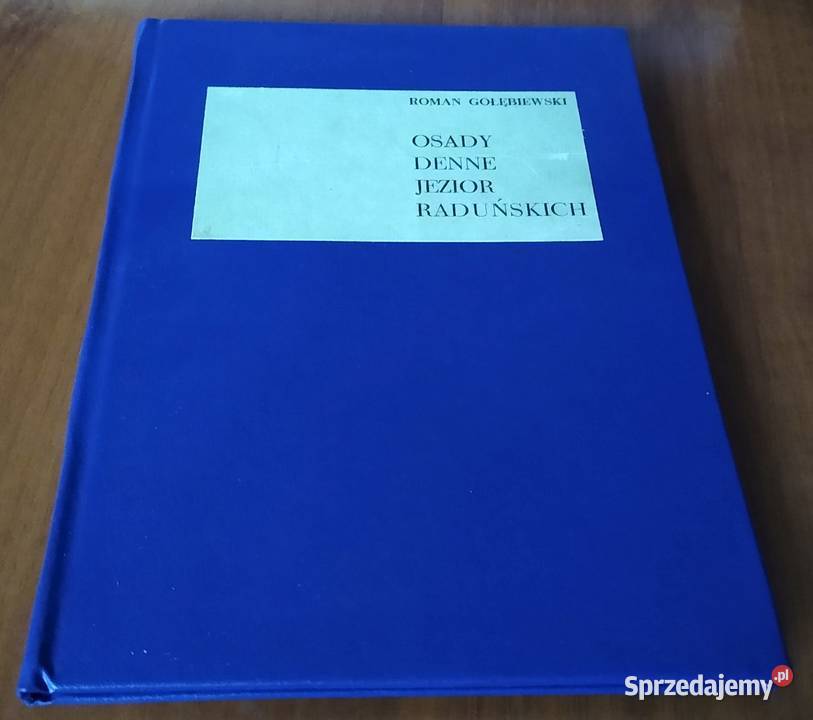 ROMAN GOŁĘBIEWSKI
OSADY
DENNE
JEZIOR
RADUŃSKICH
Sprzedajemy.pl